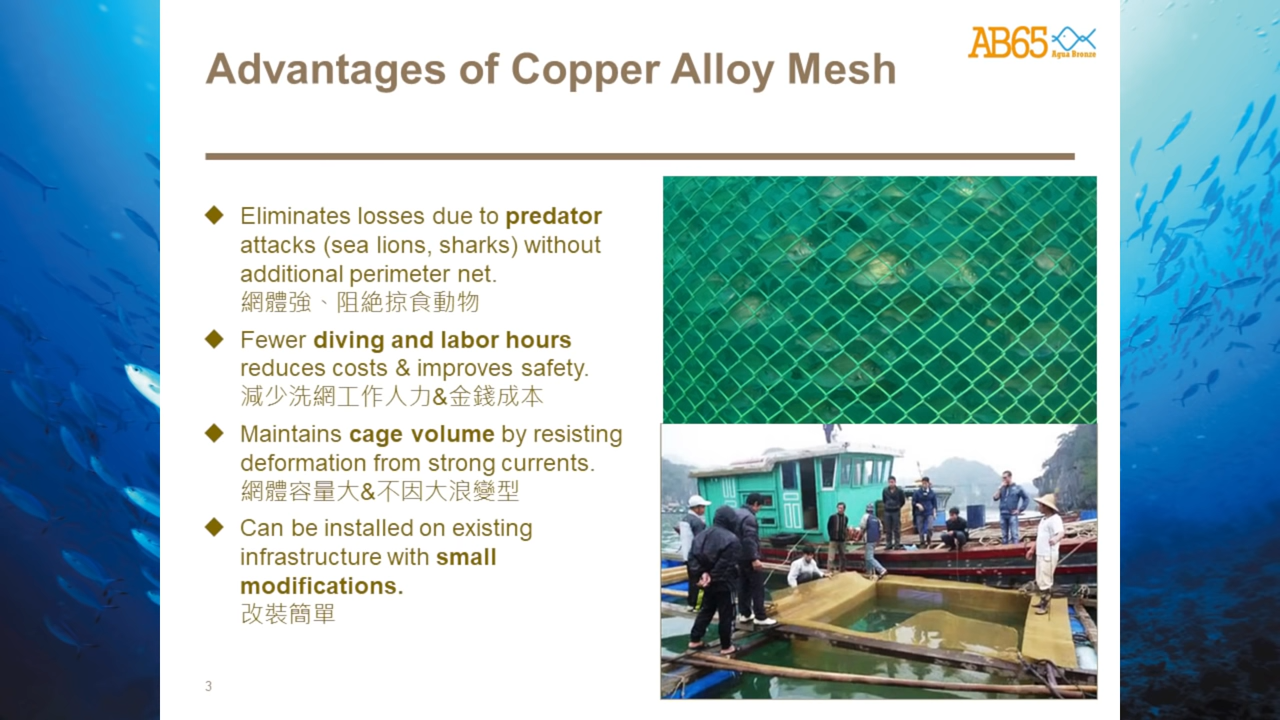 AB65
Aqua Bronze
Advantages of Copper Alloy Mesh
Eliminates losses due to predator
attacks (sea lions, sharks) without
additional perimeter net.
網體強、阻絕掠食動物
Fewer diving and labor hours
reduces costs & improves safety.
減少洗網工作人力&金錢成本
Maintains cage volume by resisting
deformation from strong currents.
網體容量大&不因大浪變型
Can be installed on existing
infrastructure with small
modifications.
改裝簡單
3